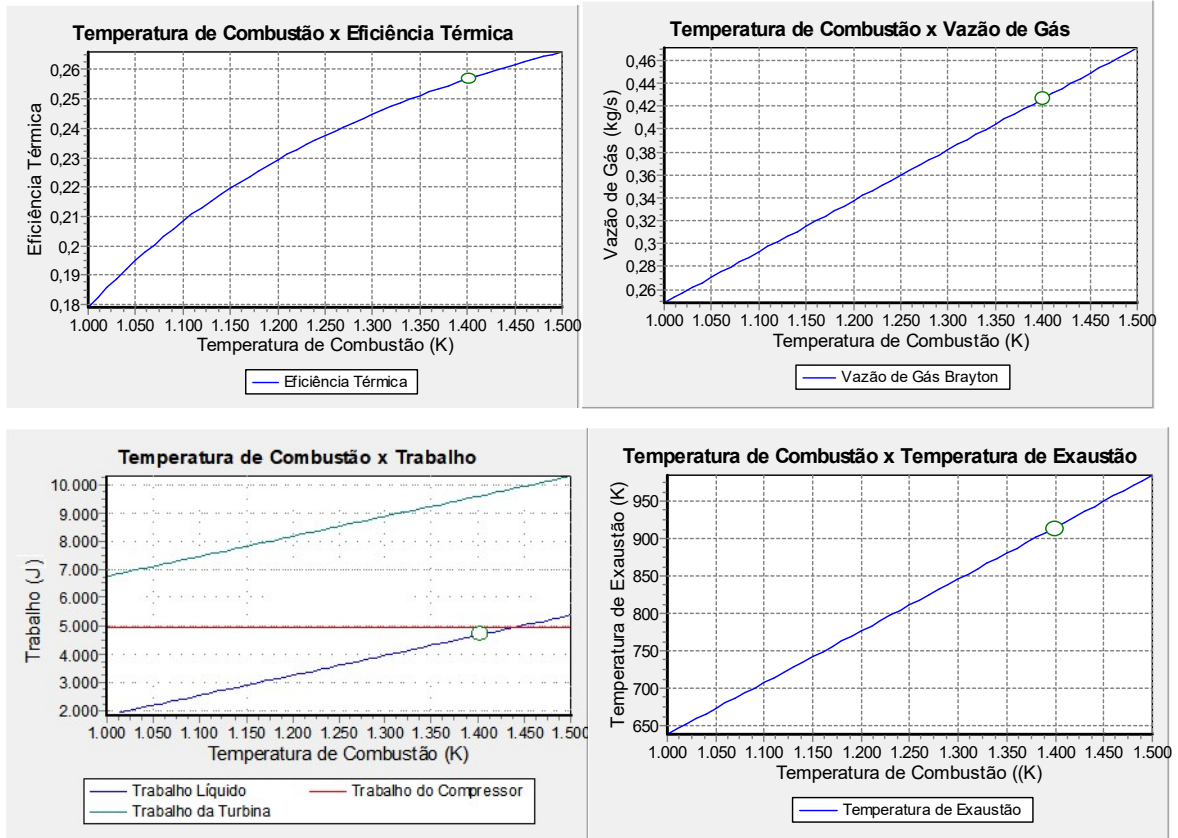 Temperatura de Combustão x Eficiência Térmica
Eficiência Térmica
0,26
0,25
0,24
0,23
0,22
0,21
0,2
0,19
0,18
1.000 1.050 1.100 1.150 1.200 1.250 1.300 1.350 1.400 1.450 1.500
Temperatura de Combustão (K)
Eficiência Térmica
Temperatura de Combustão x Vazão de Gás
Vazão de Gás (kg/s)
0,46
0,44
0,42
0,4
0,38
0,36
0,34
0,32
0,3
0,28
0,26
1.000 1.050 1.100 1.150 1.200 1.250 1.300 1.350 1.400 1.450 1.500
Temperatura de Combustão (K)
Vazão de Gás Brayton
Temperatura de Combustão x Trabalho
Trabalho (J)
10.000
9.000
8.000
7.000
6.000
5.000
4.000
3.000
2.000
1.000 1.050 1.100 1.150 1.200 1.250 1.300 1.350 1.400 1.450 1.500
Temperatura de Combustão (K)
Trabalho Líquido Trabalho do Compressor
Trabalho da Turbina
Temperatura de Combustão x Temperatura de Exaustão
Temperatura de Exaustão (K)
950
900
850
800
750
700
650
1.000 1.050 1.100 1.150 1.200 1.250 1.300 1.350 1.400 1.450 1.500
Temperatura de Combustão ((K)
Temperatura de Exaustão